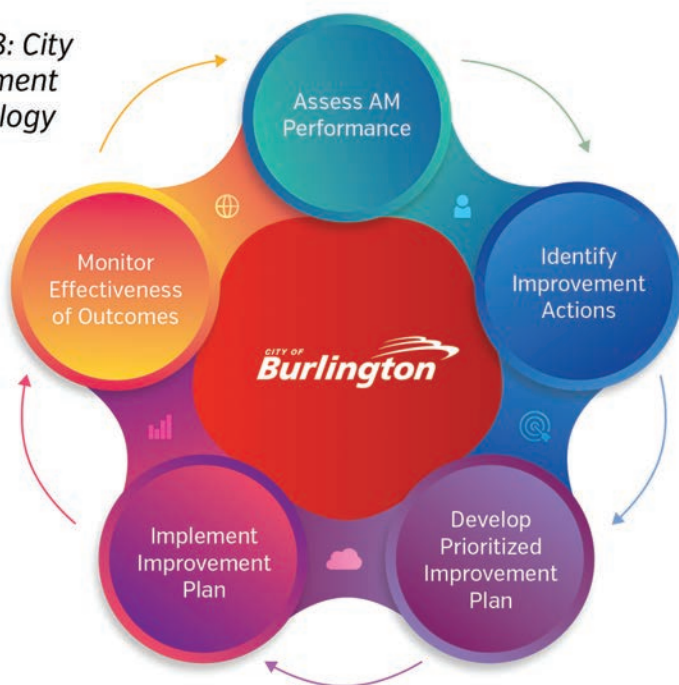 8: City
ment
logy
Assess AM
Performance
Identify
Improvement
Actions
Develop
Prioritized
Improvement
Plan
Implement
Improvement
Plan
Monitor
Effectiveness
of Outcomes
CITY OF
Burlington